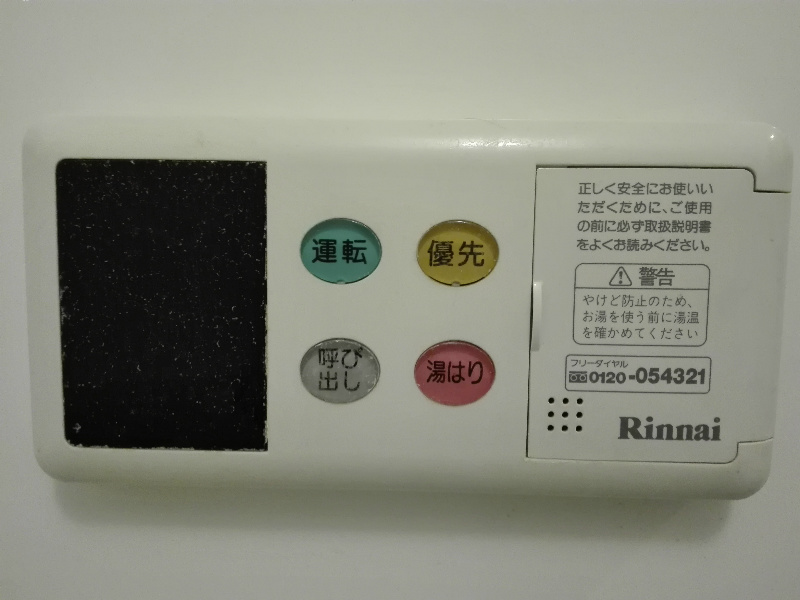 運転
優先
呼び
出し
湯はり
正しく安全にお使いい
ただくために、ご使用
の前に必ず取扱説明書
をよくお読みください。
警告
やけど防止のため、
お湯を使う前に湯温
を確かめてください
フリーダイヤル
0120-054321
Rinnai